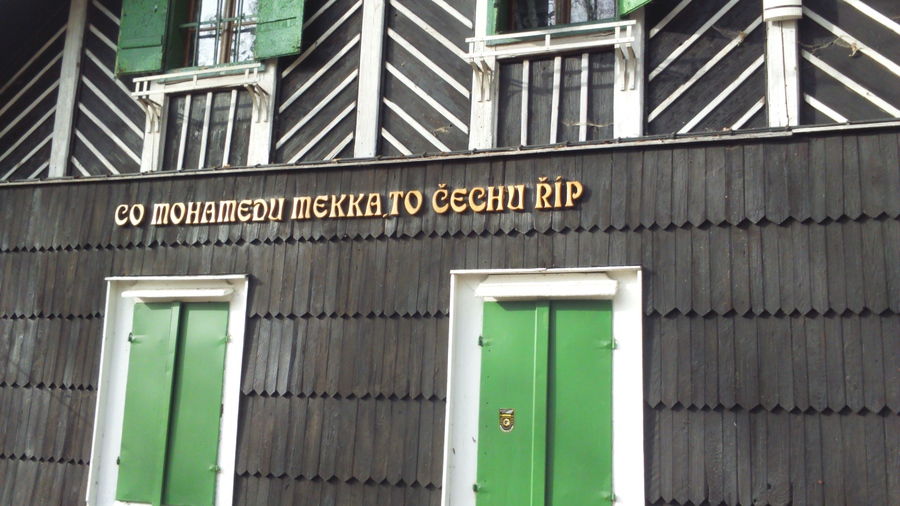 CO MOHAMEDU MEKKA, TO ČECHU ŘÍP